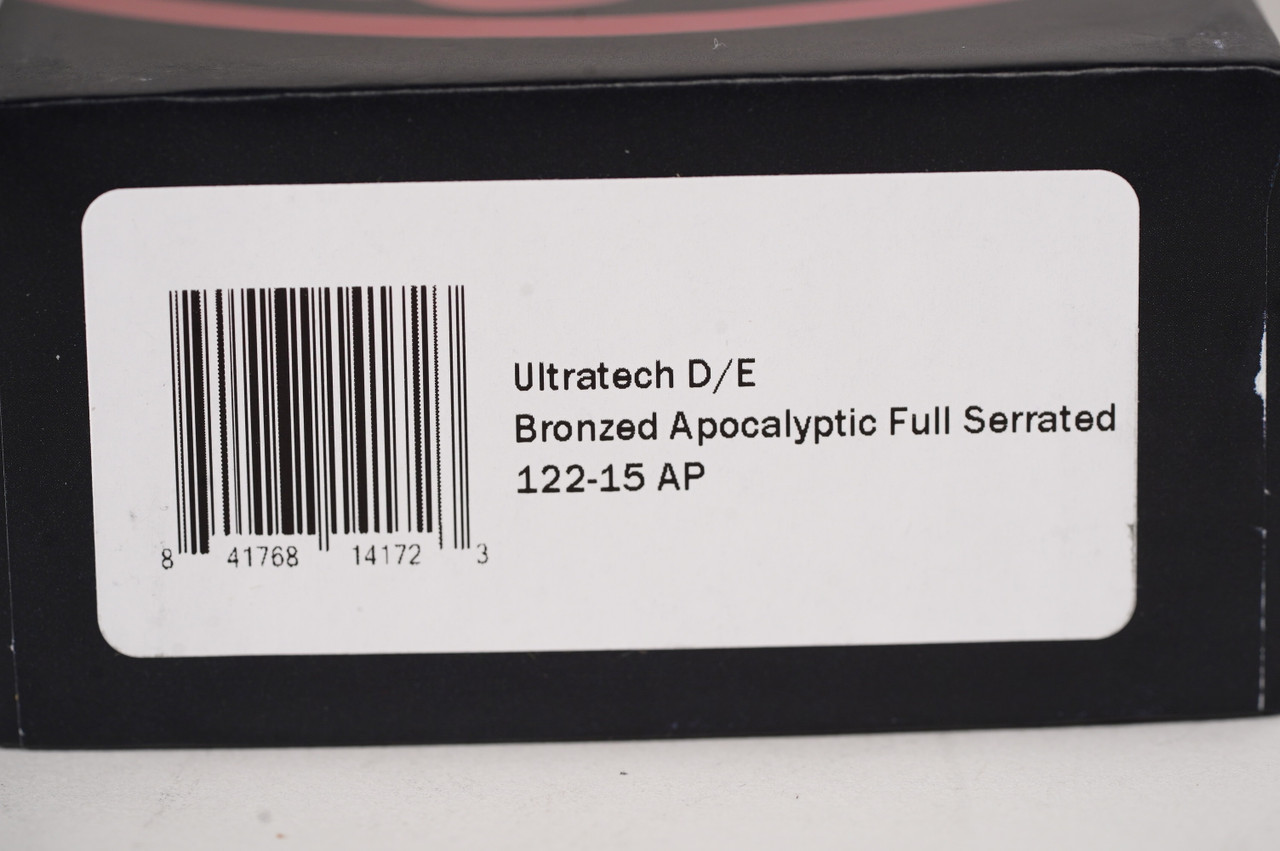 Ultratech D/E
Bronzed Apocalyptic Full Serrated
122-15 AP
8 41768 14172 3